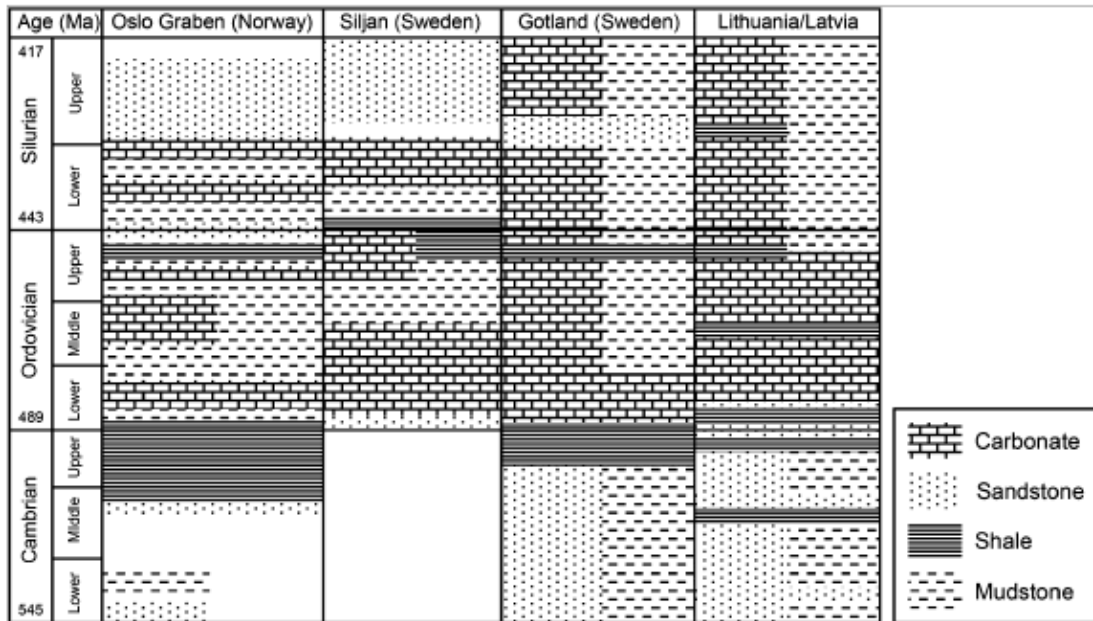 Age (Ma) Oslo Graben (Norway) Siljan (Sweden) Gotland (Sweden) Lithuania/Latvia
417
Silurian
Upper
Lower
443
Ordovician
Upper
Middle
Lower
489
Cambrian
Upper
Middle
Lower
545
Carbonate
Sandstone
Shale
Mudstone